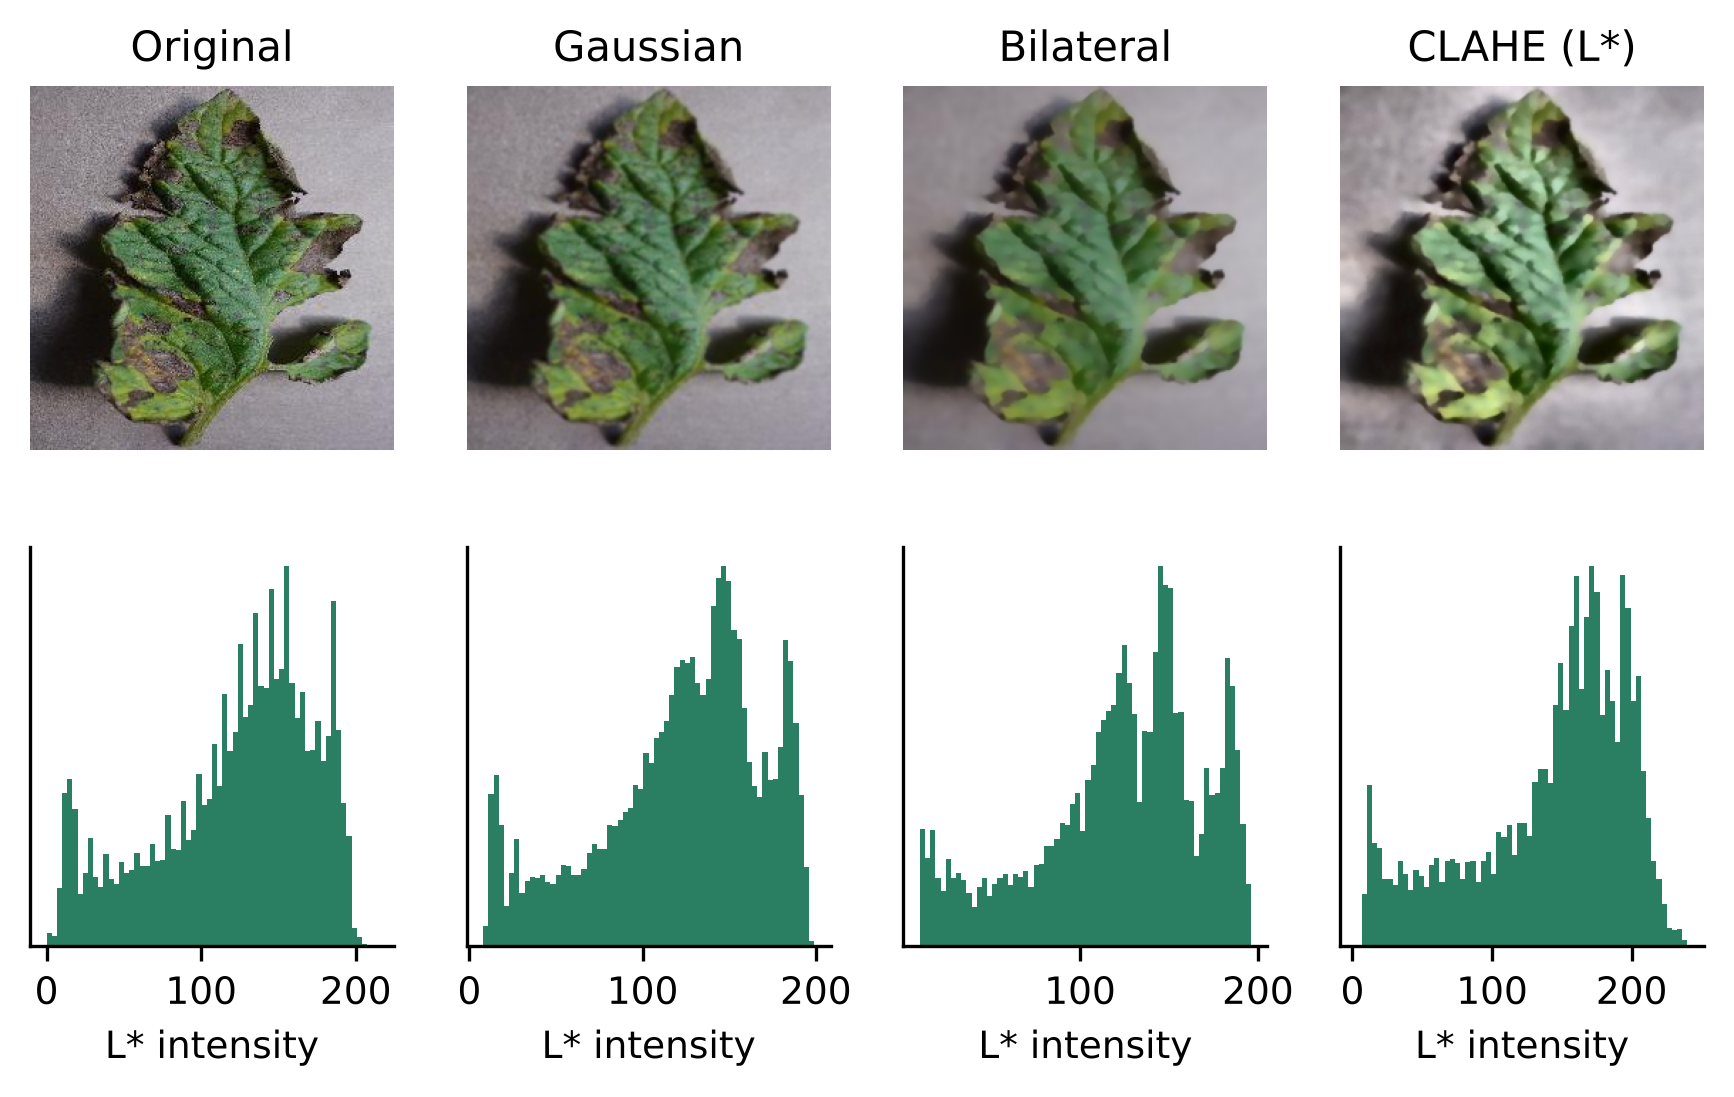 Original
Gaussian
Bilateral
CLAHE (L*)
0 100 200
0 100 200
100 200
0 100 200
L* intensity
L* intensity
L* intensity
L* intensity